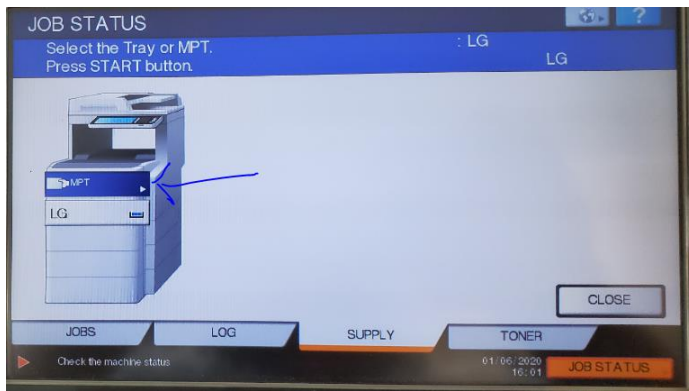 JOB STATUS
?
Select the Tray or MPT.
: LG
Press START button.
LG
MPT
LG
CLOSE
JOBS
LOG
SUPPLY
TONER
Check the machine status
01/06/2020
16:01
JOB STATUS